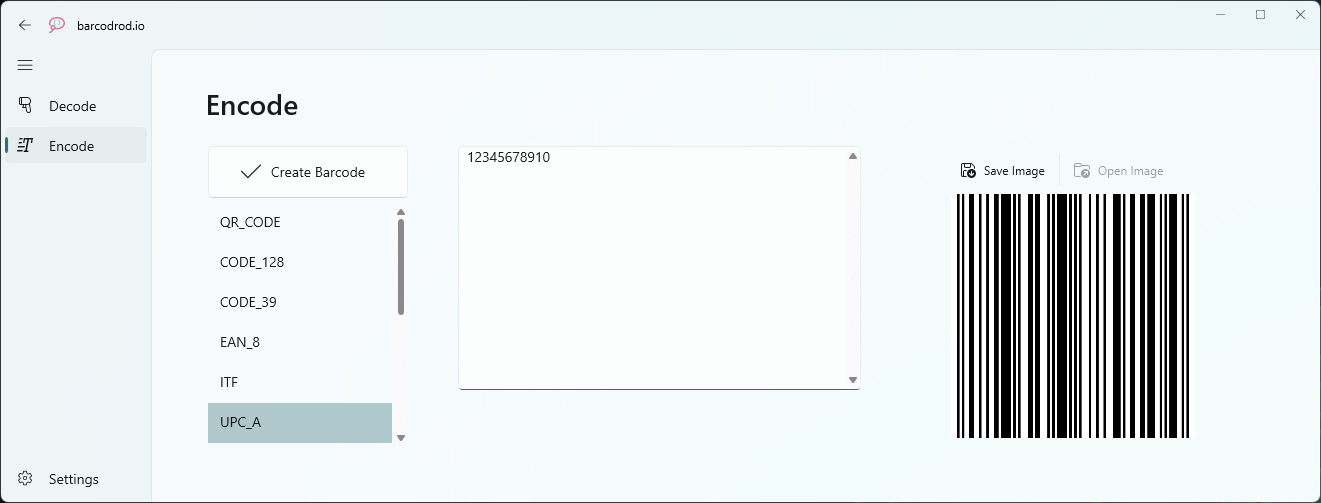 barcodrod.io
Decode
Encode
Settings
Encode
Create Barcode
QR_CODE
CODE_128
CODE_39
EAN_8
ITF
UPC_A
12345678910
Save Image
Open Image